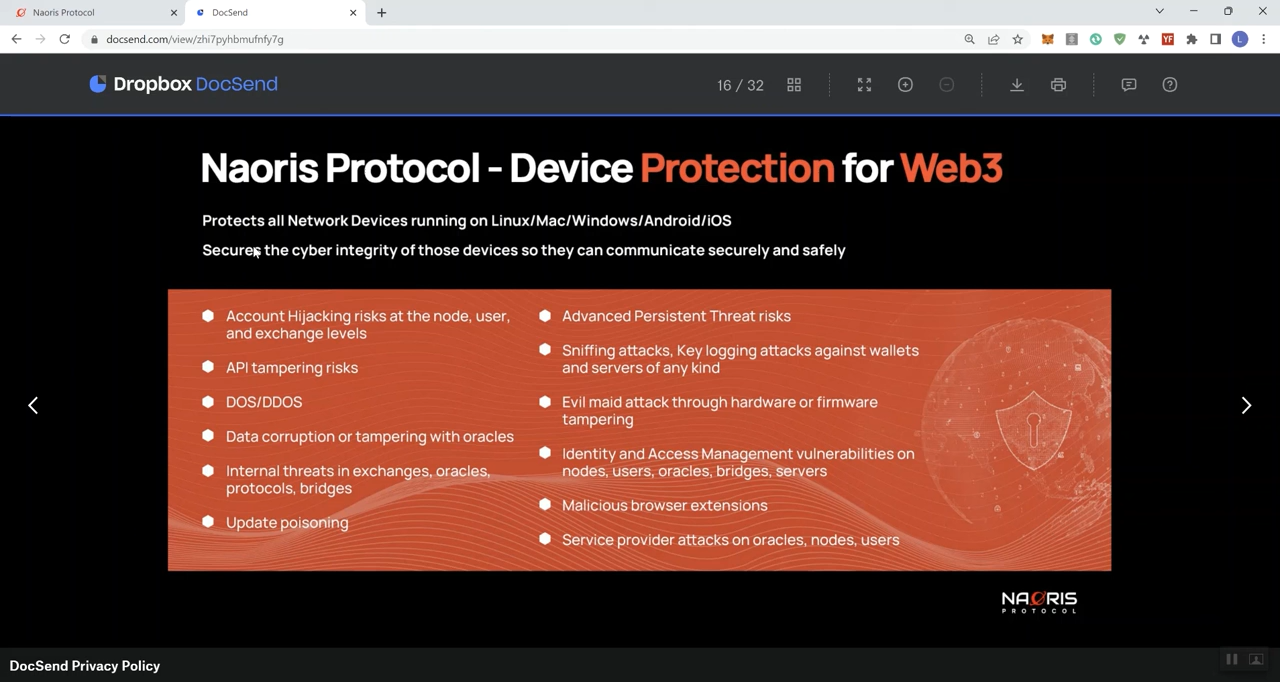 Naoris Protocol
DocSend
docsend.com/view/zhi7pyhbmufnfy7g
YF
L
Dropbox DocSend
16 / 32
Naoris Protocol - Device Protection for Web3
Protects all Network Devices running on Linux/Mac/Windows/Android/iOS
Secures the cyber integrity of those devices so they can communicate securely and safely
Account Hijacking risks at the node, user,
and exchange levels
API tampering risks
DOS/DDOS
Data corruption or tampering with oracles
Internal threats in exchanges, oracles,
protocols, bridges
Update poisoning
Advanced Persistent Threat risks
Sniffing attacks, Key logging attacks against wallets
and servers of any kind
Evil maid attack through hardware or firmware
tampering
Identity and Access Management vulnerabilities on
nodes, users, oracles, bridges, servers
Malicious browser extensions
Service provider attacks on oracles, nodes, users
NAORIS
PROTOCOL
DocSend Privacy Policy